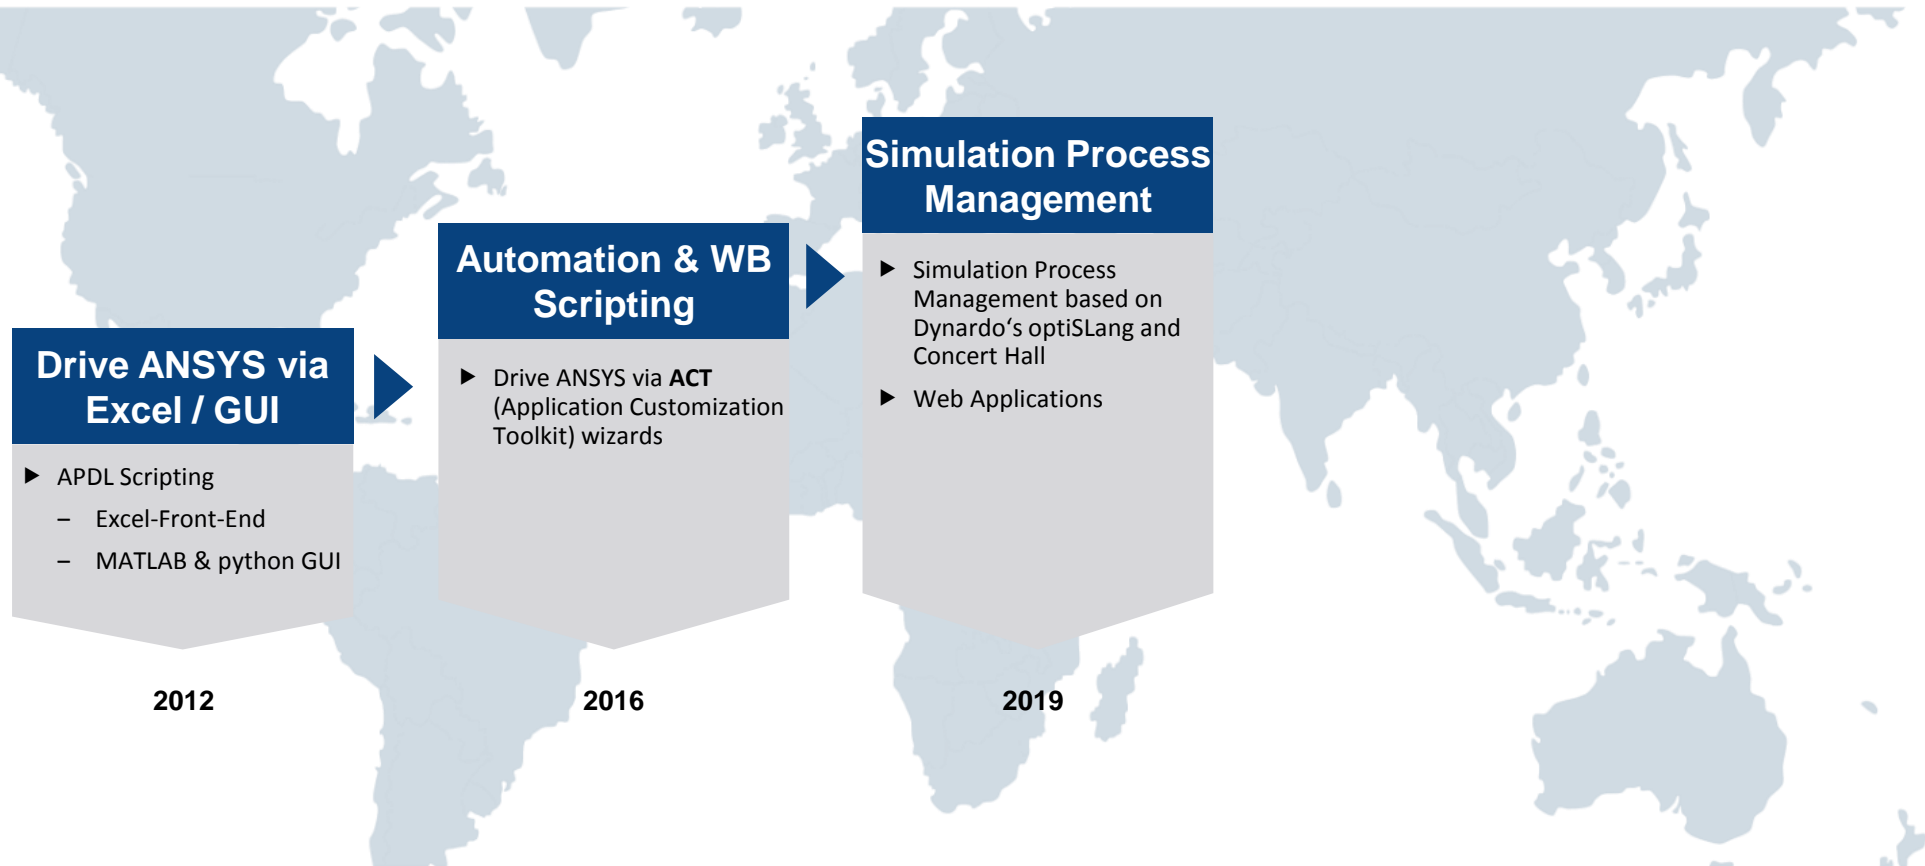 Drive ANSYS via
Excel / GUI
▶ APDL Scripting
– Excel-Front-End
– MATLAB & python GUI
2012
Automation & WB
Scripting
▶ Drive ANSYS via ACT
(Application Customization
Toolkit) wizards
2016
Simulation Process
Management
▶ Simulation Process
Management based on
Dynardo‘s optiSLang and
Concert Hall
▶ Web Applications
2019